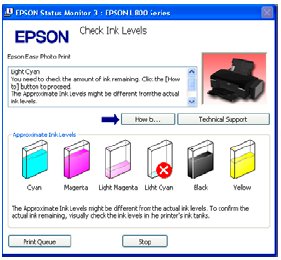 EPSON Status Monitor 3 : EPSON L800 Series
EPSON
Check Ink Levels
Epson Easy Photo Print
Light Cyan
You need to check the amount of ink remaining. Clic the [How
to] button to proceed.
The Approximate Ink Levels might be different from the actual
ink levels.
How to...
Technical Support
Approximate Ink Levels
Cyan
Magenta
Light Magenta
Light Cyan
Black
Yellow
The Approximate Ink Levels might be different from the actual ink levels. To confirm the
actual ink remaining, visually check the ink levels in the printer's ink tanks.
Print Queue
Stop